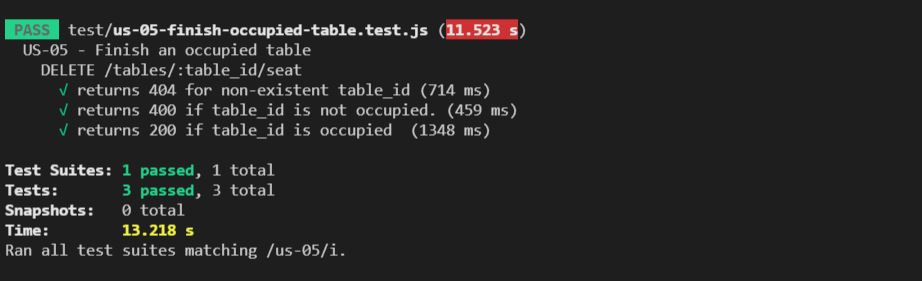 PASS test/us-05-finish-occupied-table.test.js (11.523 s)
US-05 - Finish an occupied table
DELETE /tables/:table_id/seat
√ returns 404 for non-existent table_id (714 ms)
√ returns 400 if table_id is not occupied. (459 ms)
√ returns 200 if table_id is occupied  (1348 ms)
Test Suites: 1 passed, 1 total
Tests:       3 passed, 3 total
Snapshots:   0 total
Time:        13.218 s
Ran all test suites matching /us-05/i.